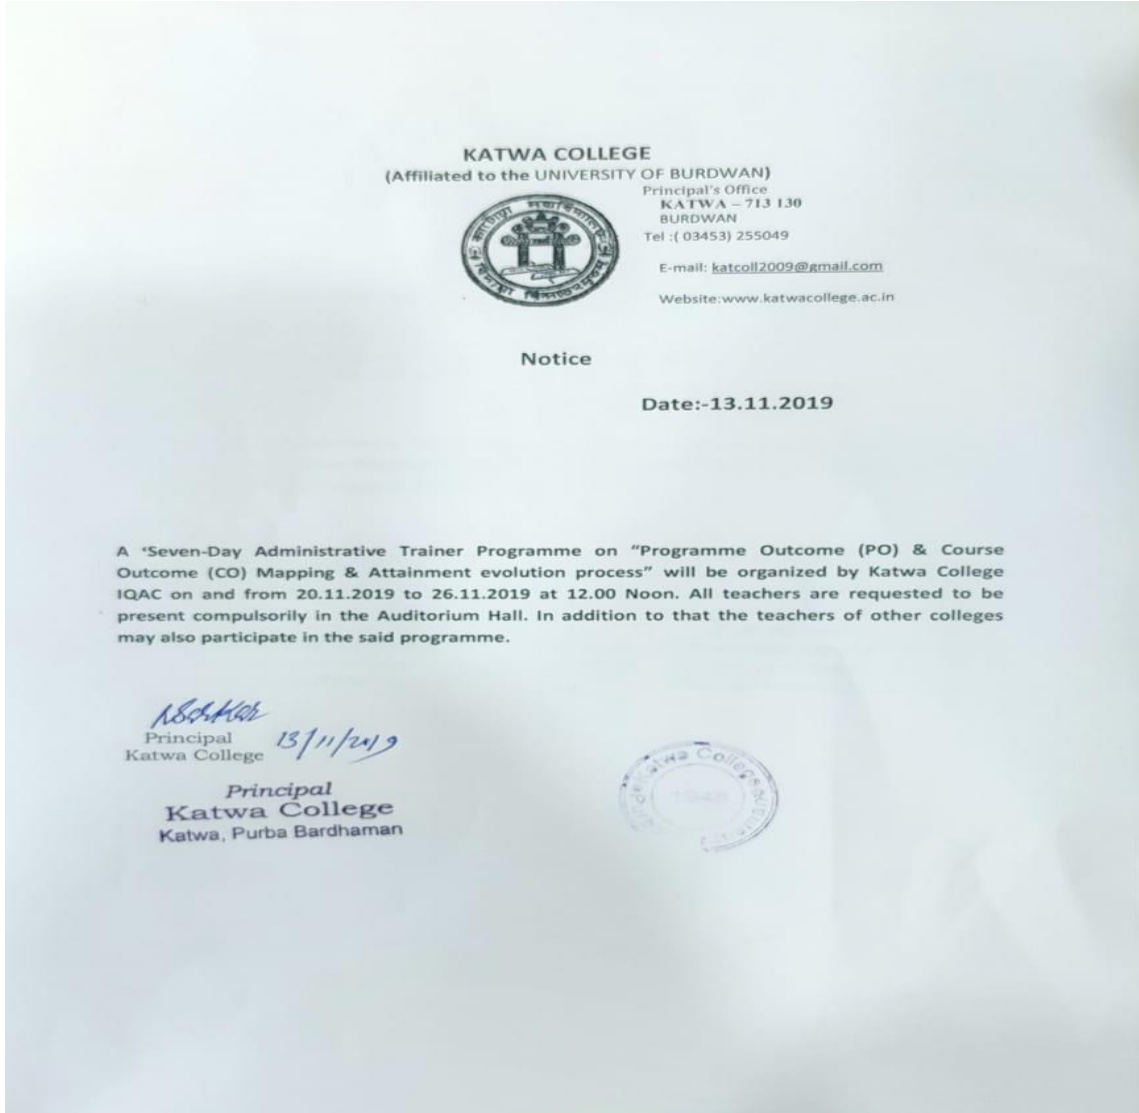 KATWA COLLEGE
(Affiliated to the UNIVERSITY OF BURDWAN)
Principal's Office
KATWA – 713 130
BURDWAN
Tel :( 03453) 255049
E-mail: katcoll2009@gmail.com
Website:www.katwacollege.ac.in
Notice
Date:-13.11.2019
A ‘Seven-Day Administrative Trainer Programme on “Programme Outcome (PO) & Course
Outcome (CO) Mapping & Attainment evolution process” will be organized by Katwa College
IQAC on and from 20.11.2019 to 26.11.2019 at 12.00 Noon. All teachers are requested to be
present compulsorily in the Auditorium Hall. In addition to that the teachers of other colleges
may also participate in the said programme.
Principal
Katwa College
13/11/2019
Principal
Katwa College
Katwa, Purba Bardhaman
Katwa College
1948